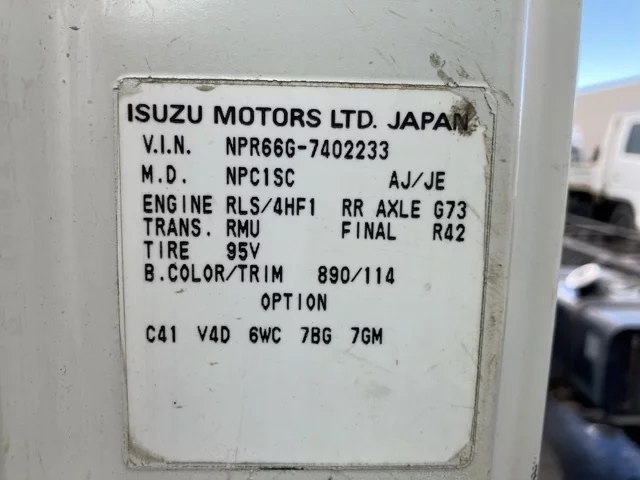 ISUZU MOTORS LTD. JAPAN
V.I.N. NPR66G-7402233
M.D. NPC1SC AJ/JE
ENGINE RLS/4HF1 RR AXLE G73
TRANS. RMU FINAL R42
TIRE 95V
B.COLOR/TRIM 890/114
OPTION
C41 V4D 6WC 7BG 7GM